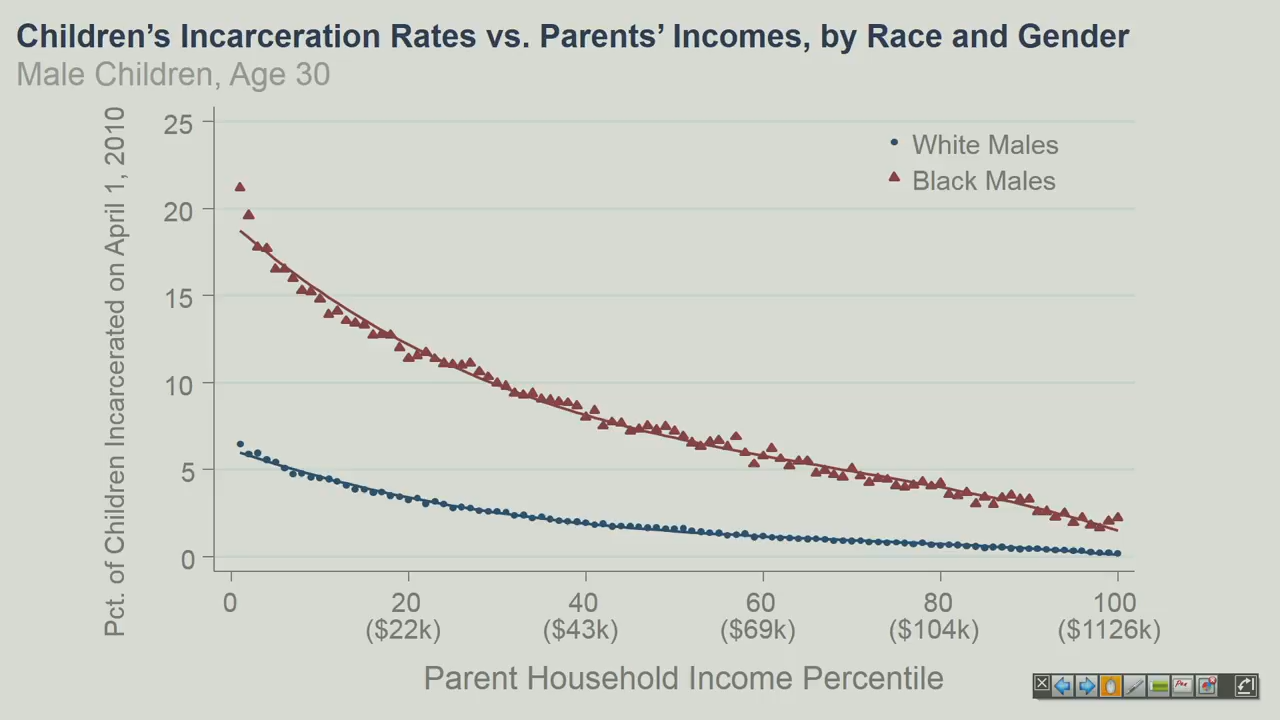 Children's Incarceration Rates vs. Parents' Incomes, by Race and Gender
Male Children, Age 30
Pct. of Children Incarcerated on April 1, 2010
25
20
15
10
5
0
White Males
Black Males
0 20 40 60 80 100
($22k) ($43k) ($69k) ($104k) ($1126k)
Parent Household Income Percentile